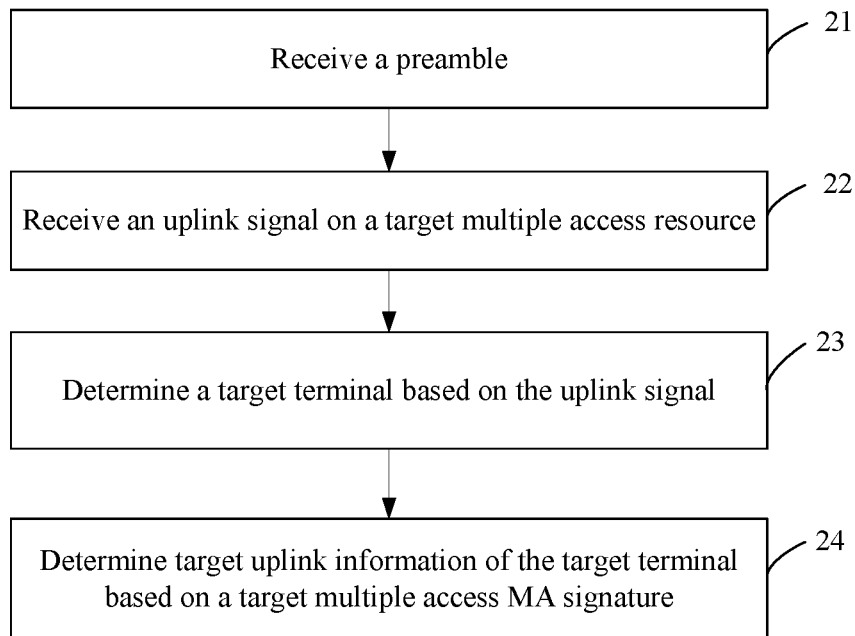 21
Receive a preamble
22
Receive an uplink signal on a target multiple access resource
23
Determine a target terminal based on the uplink signal
24
Determine target uplink information of the target terminal
based on a target multiple access MA signature